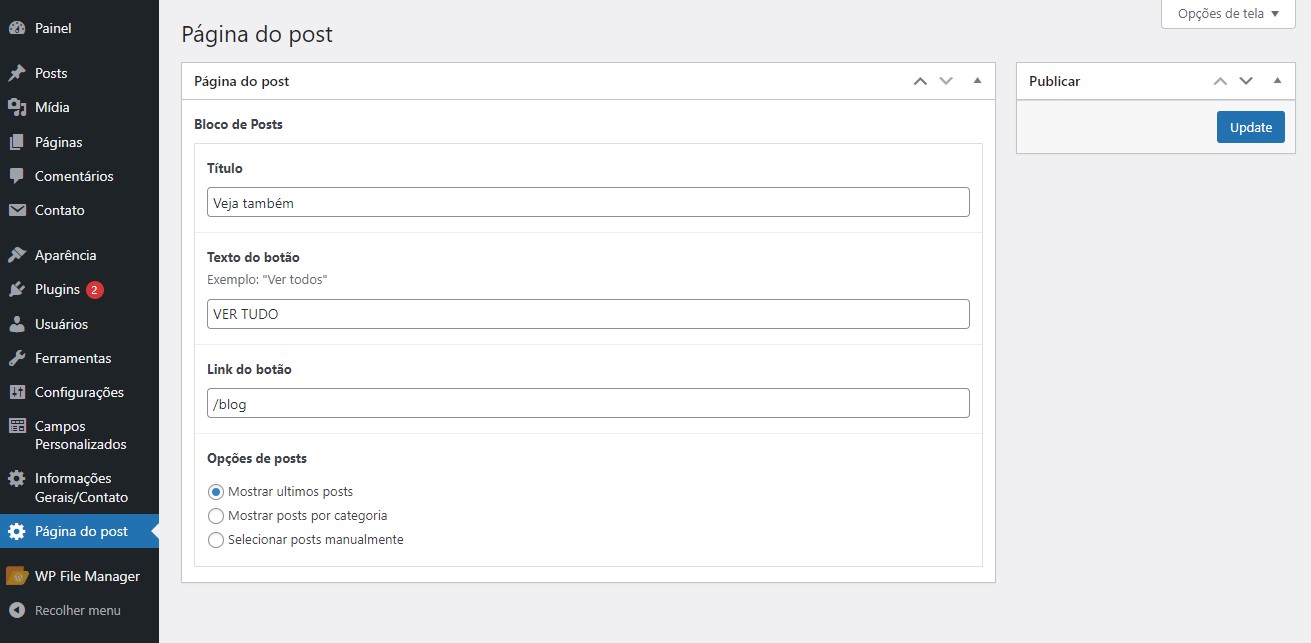 Painel
Posts
Mídia
Páginas
Comentários
Contato
Aparência
Plugins 2
Usuários
Ferramentas
Configurações
Campos
Personalizados
Informações
Gerais/Contato
Página do post
WP File Manager
Recolher menu
Opções de tela
Página do post
Página do post
Bloco de Posts
Título
Veja também
Texto do botão
Exemplo: "Ver todos"
VER TUDO
Link do botão
/blog
Opções de posts
Mostrar ultimos posts
Mostrar posts por categoria
Selecionar posts manualmente
Publicar
Update